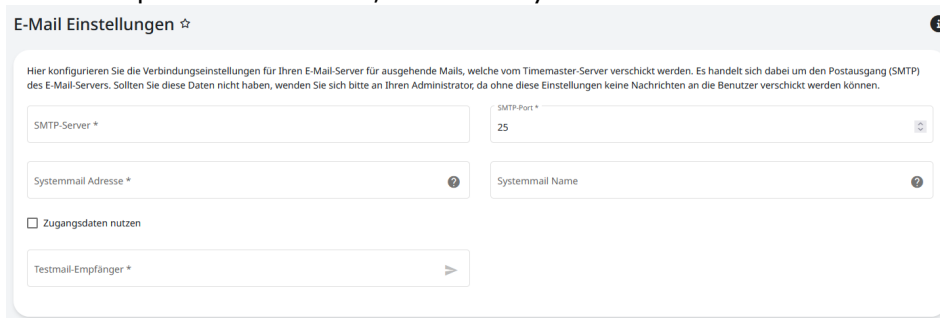 E-Mail Einstellungen
Hier konfigurieren Sie die Verbindungseinstellungen für Ihren E-Mail-Server für ausgehende Mails, welche vom Timemaster-Server verschickt werden. Es handelt sich dabei um den Postausgang (SMTP)
des E-Mail-Servers. Sollten Sie diese Daten nicht haben, wenden Sie sich bitte an Ihren Administrator, da ohne diese Einstellungen keine Nachrichten an die Benutzer verschickt werden können.
SMTP-Server *
SMTP-Port *
25
Systemmail Adresse *
Systemmail Name
Zugangsdaten nutzen
Testmail-Empfänger *